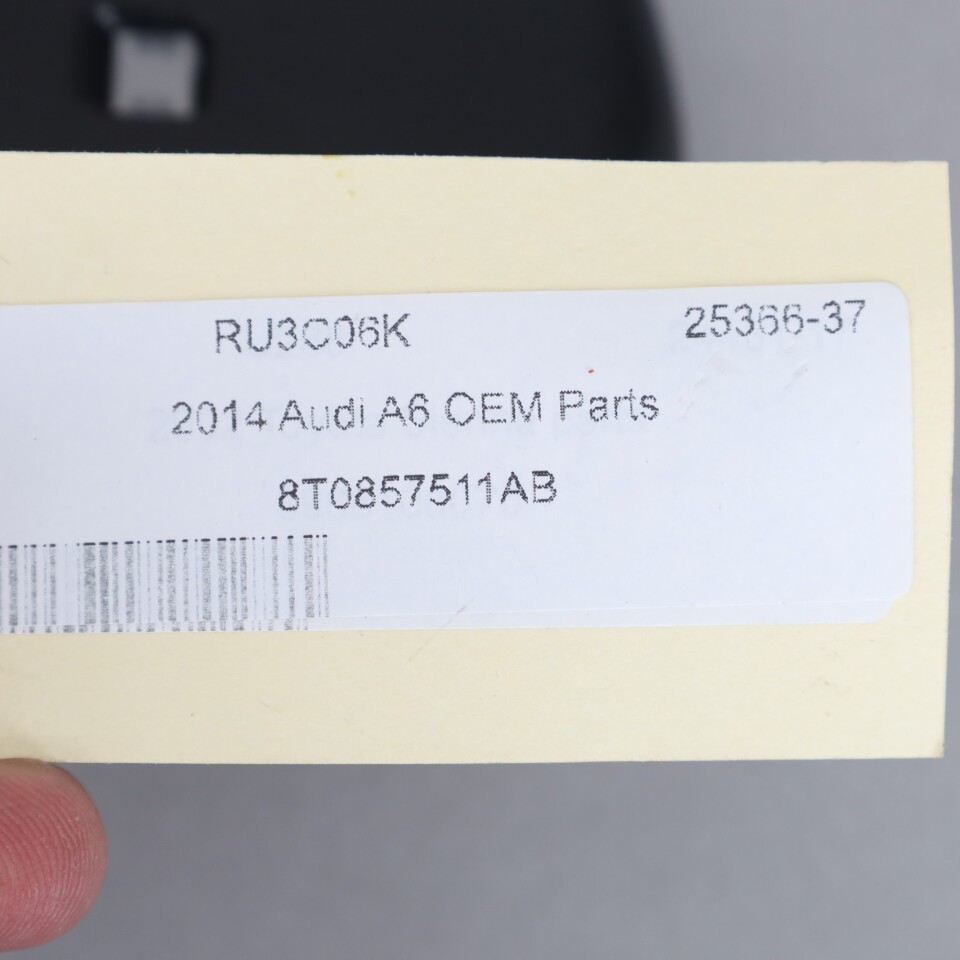 RU3C06K 25366-37
2014 Audi A6 OEM Parts
8T0857511AB